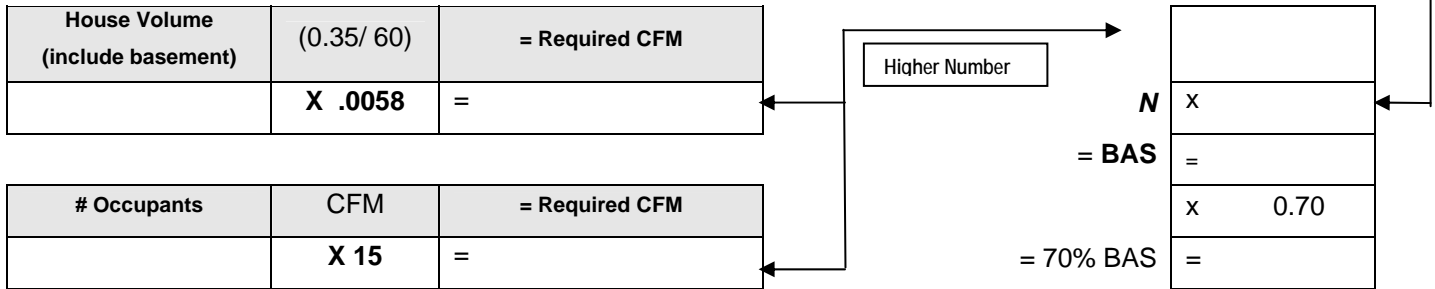 House Volume
(include basement)
(0.35/ 60)
= Required CFM
X .0058
=
# Occupants
CFM
= Required CFM
X 15
=
Higher Number
N x
= BAS =
x 0.70
= 70% BAS =